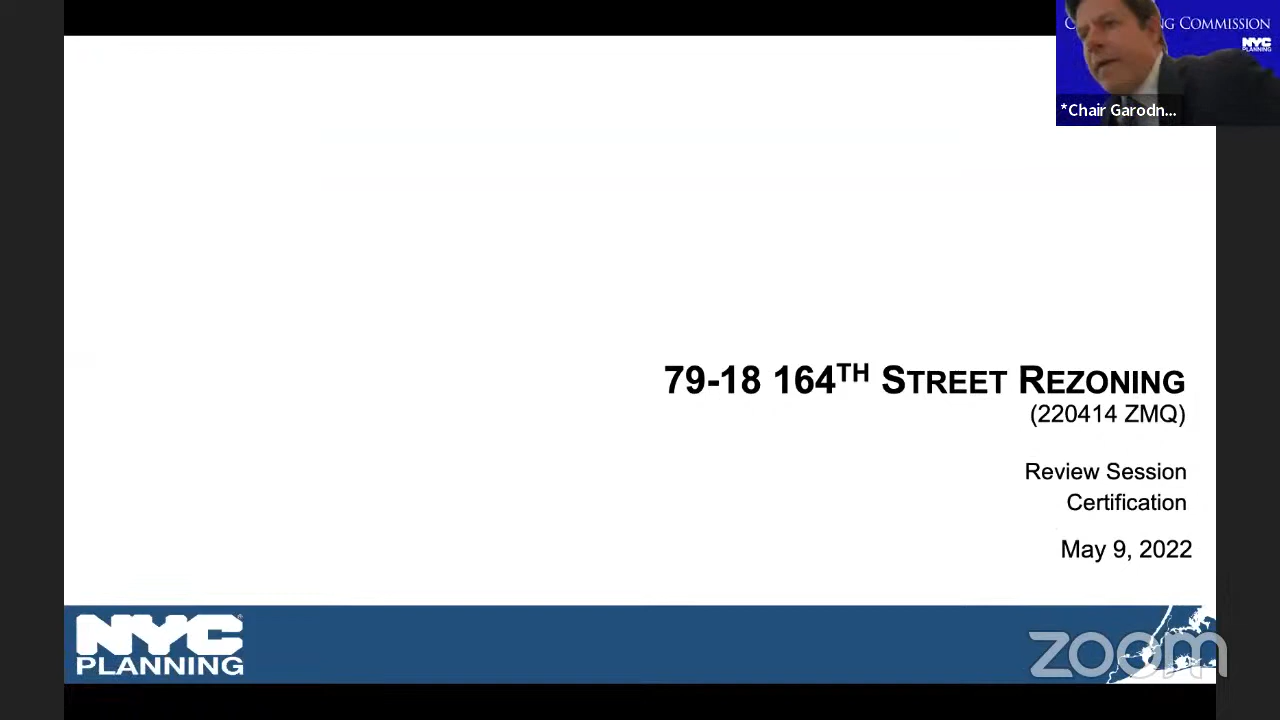 NG COMMISSION
NYC
PLANNING
*Chair Garodn...
79-18 164TH STREET REZONING
(220414 ZMQ)
Review Session
Certification
May 9, 2022
NYC
PLANNING
zoom